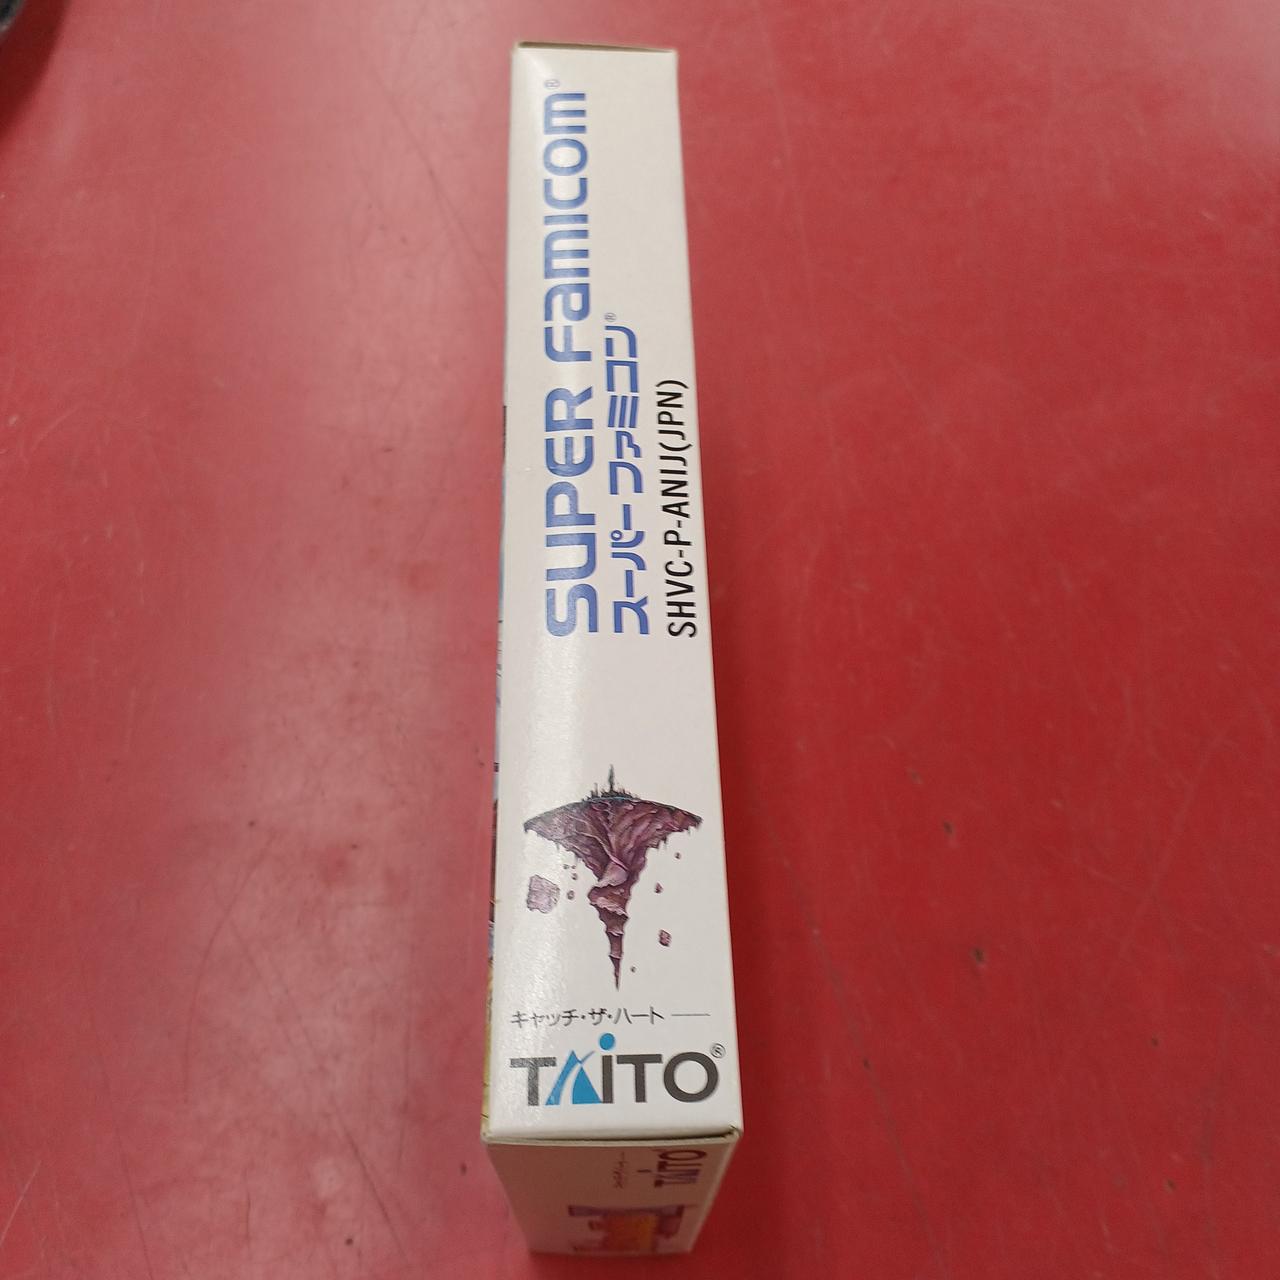 SUPER Famicom®
スーパーファミコン®
SHVC-P-ANIJ(JPN)
キャッチ・ザ・ハート
TAITO®
TAITO